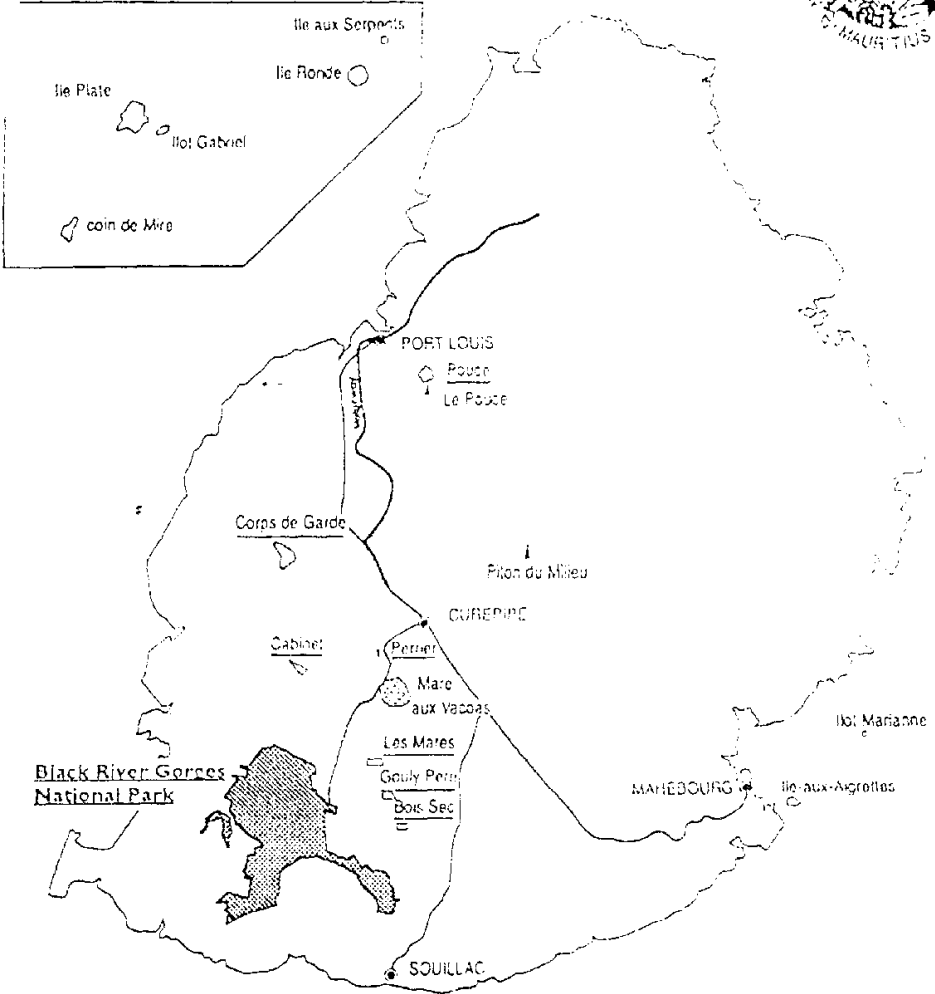 Ile aux Serpents
Ile Ronde
Ile Plate
Ilot Gabriel
coin de Mire
MAURITIUS
PORT LOUIS
Pouce
Le Pouce
Corps de Garde
Piton du Milieu
CUREPIPE
Cabinet
Perrier
Mare
aux Vacoas
Ilot Marianne
Les Mares
Black River Gorges
National Park
Gouly Pere
MAHEBOURG
Ile-aux-Aigrettes
Bois Sec
SOUILLAC